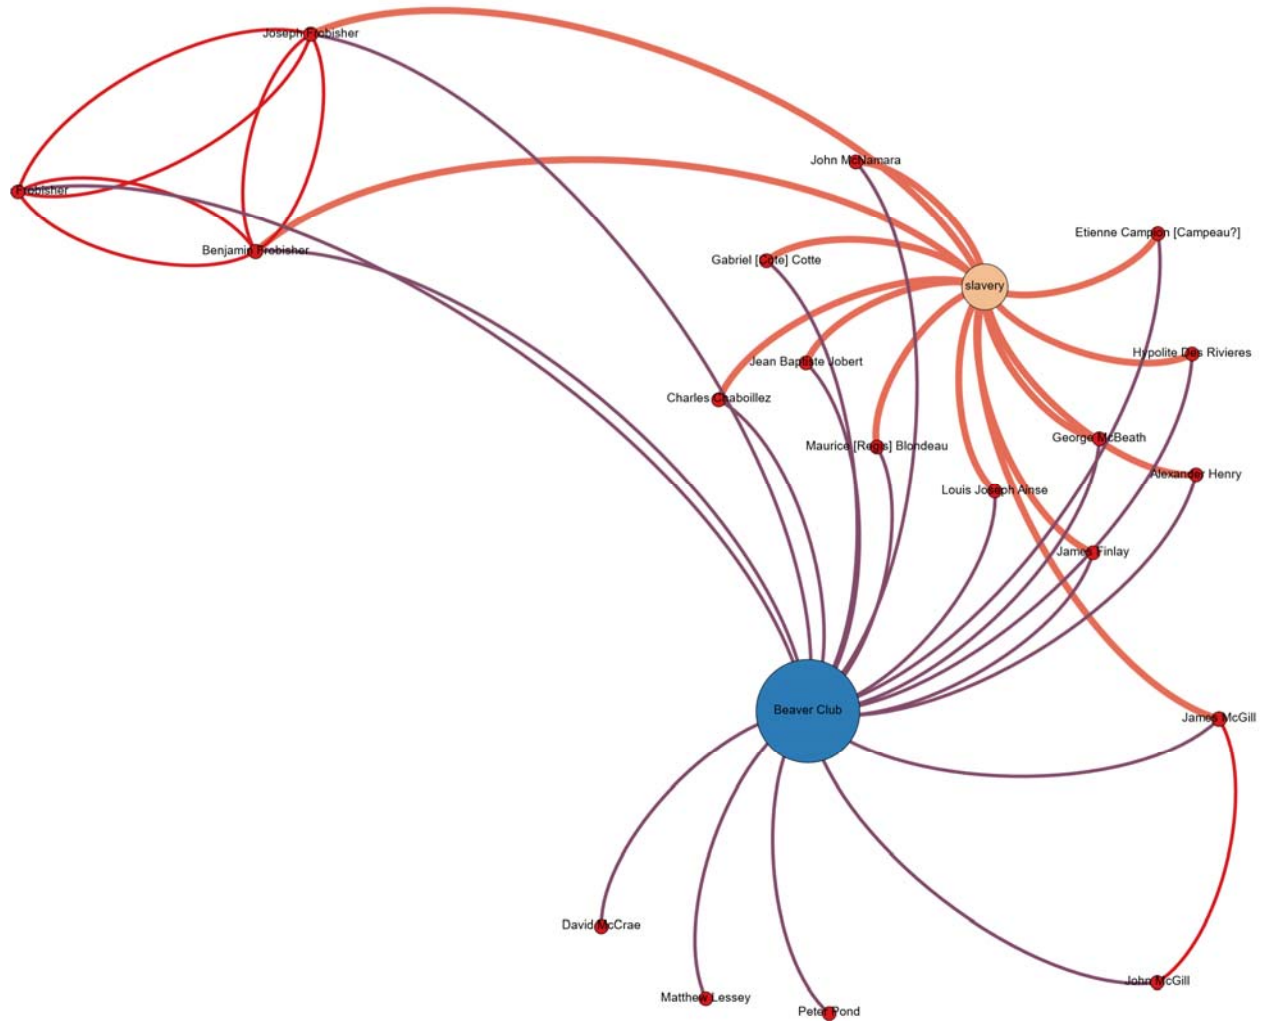 Joseph Frobisher
John McNamara
Frobisher
Etienne Campion [Campeau?]
Benjamin Frobisher
Gabriel [Cote] Cotte
slavery
Hypolite Des Rivieres
Jean Baptiste Jobert
Charles Chaboillez
George McBeath
Maurice [Regis] Blondeau
Alexander Henry
Louis Joseph Ainse
James Finlay
Beaver Club
James McGill
David McCrae
John McGill
Matthew Lessey
Peter Pond